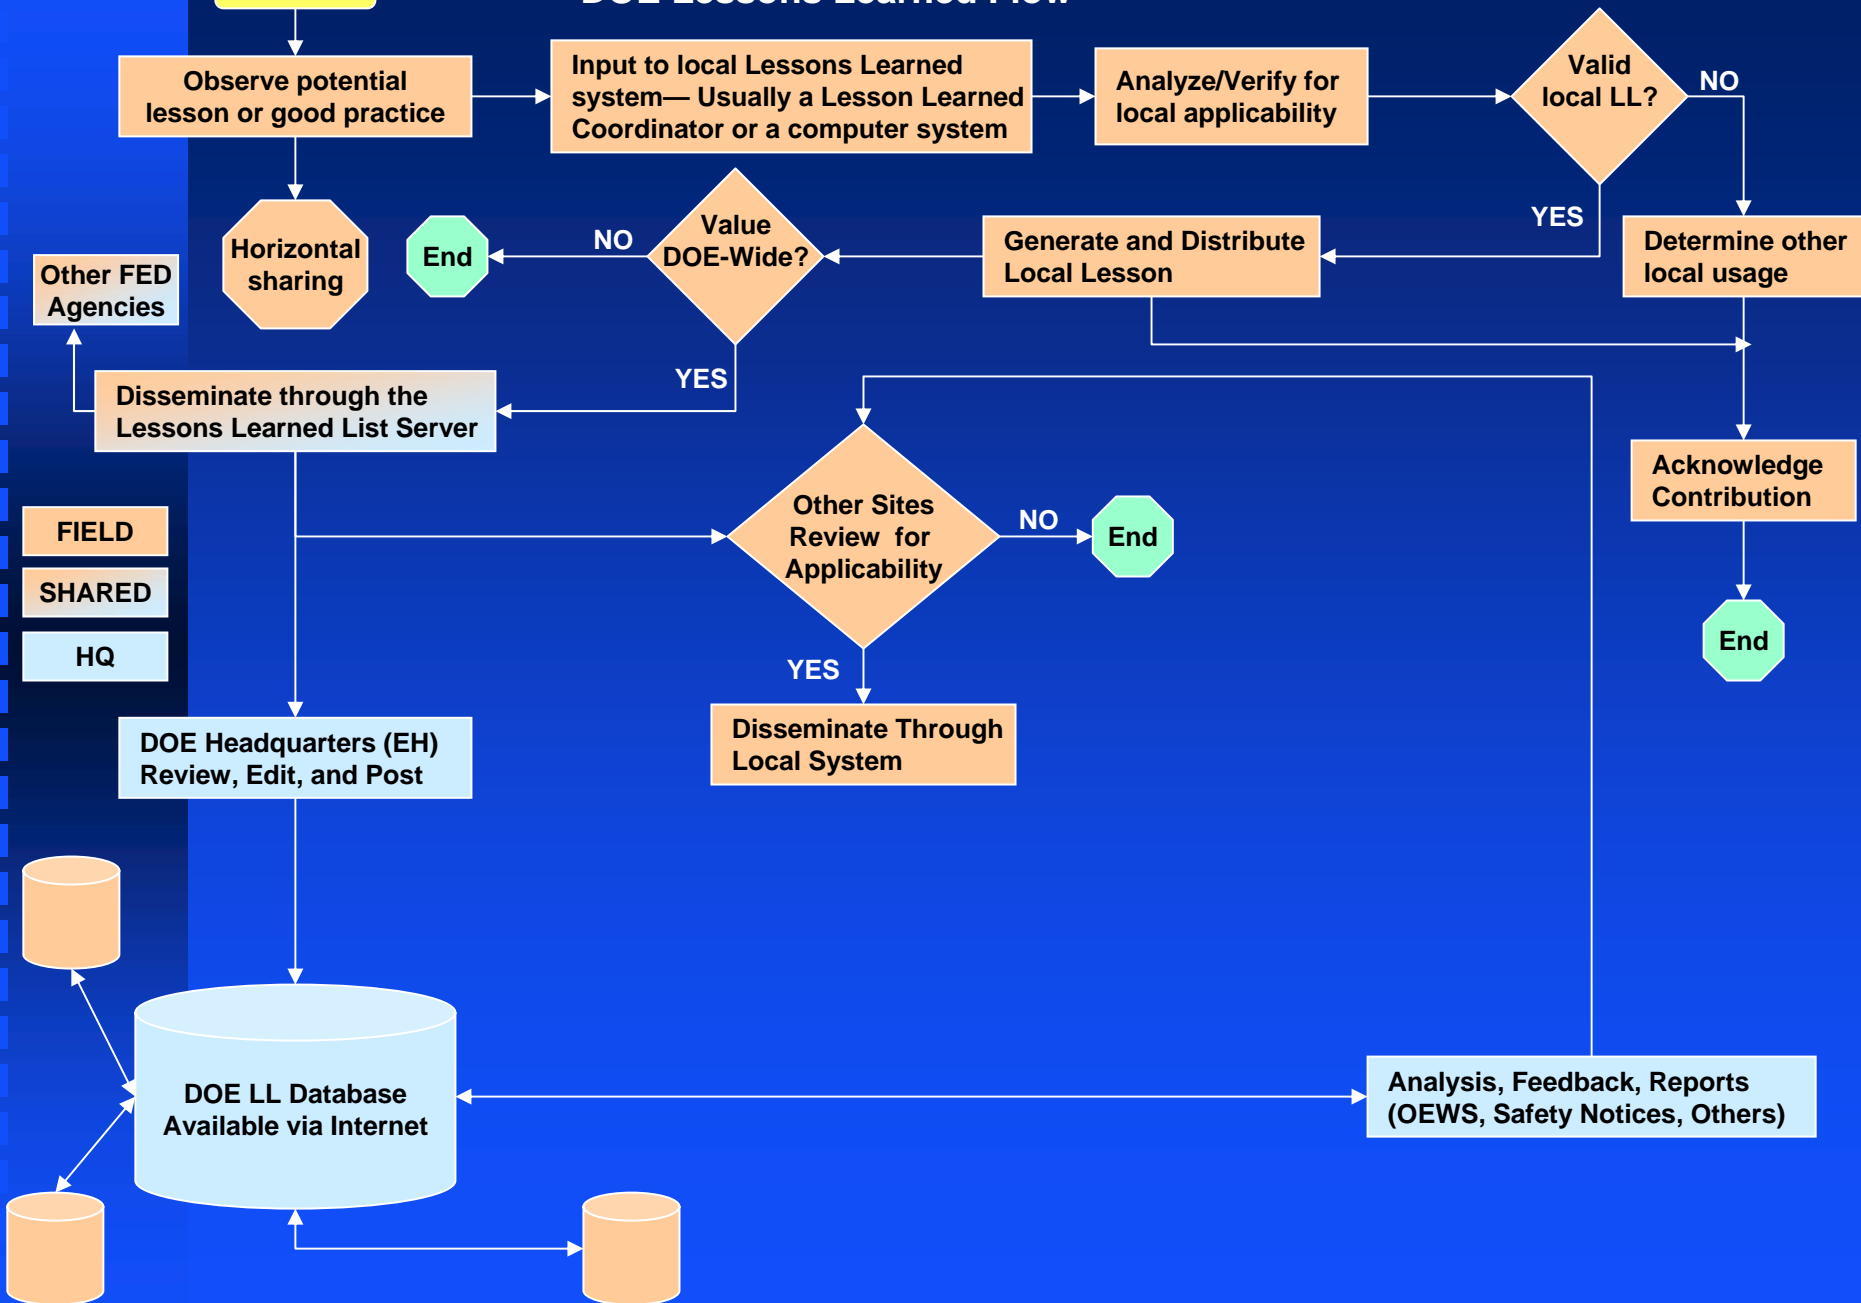 DOE Lessons Learned Flow
Observe potential
lesson or good practice
Input to local Lessons Learned
system— Usually a Lesson Learned
Coordinator or a computer system
Analyze/Verify for
local applicability
Valid
local LL?
NO
YES
Determine other
local usage
Generate and Distribute
Local Lesson
Value
DOE-Wide?
NO
End
Horizontal
sharing
Other FED
Agencies
YES
Disseminate through the
Lessons Learned List Server
Acknowledge
Contribution
End
Other Sites
Review for
Applicability
NO
End
YES
Disseminate Through
Local System
FIELD
SHARED
HQ
DOE Headquarters (EH)
Review, Edit, and Post
DOE LL Database
Available via Internet
Analysis, Feedback, Reports
(OEWS, Safety Notices, Others)